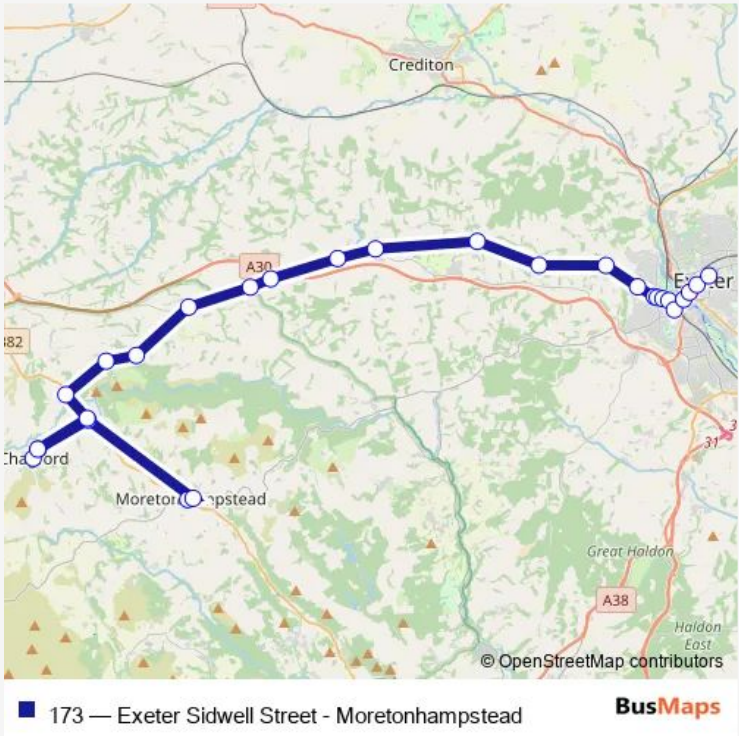 Crediton
A30
Exeter
382
Chagford
31
3
Moretonhampstead
Great Haldon
A38
Haldon
East
© OpenStreetMap contributors
173 — Exeter Sidwell Street - Moretonhampstead
BusMaps